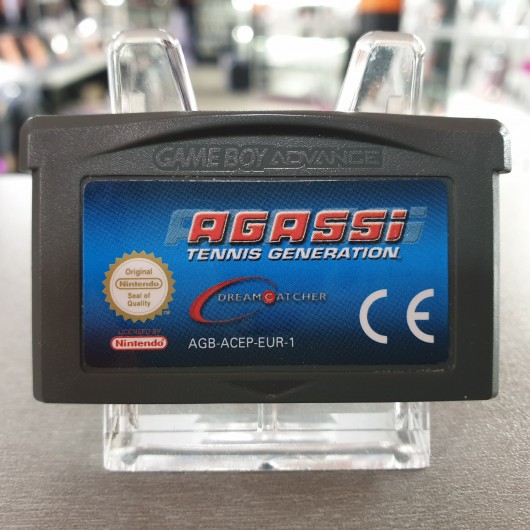 GAME BOY ADVANCE
AGASSI
TENNIS GENERATION
Original
Nintendo
Seal of
Quality
TM
DREAMCATCHER
CE
LICENSED BY
Nintendo
AGB-ACEP-EUR-1